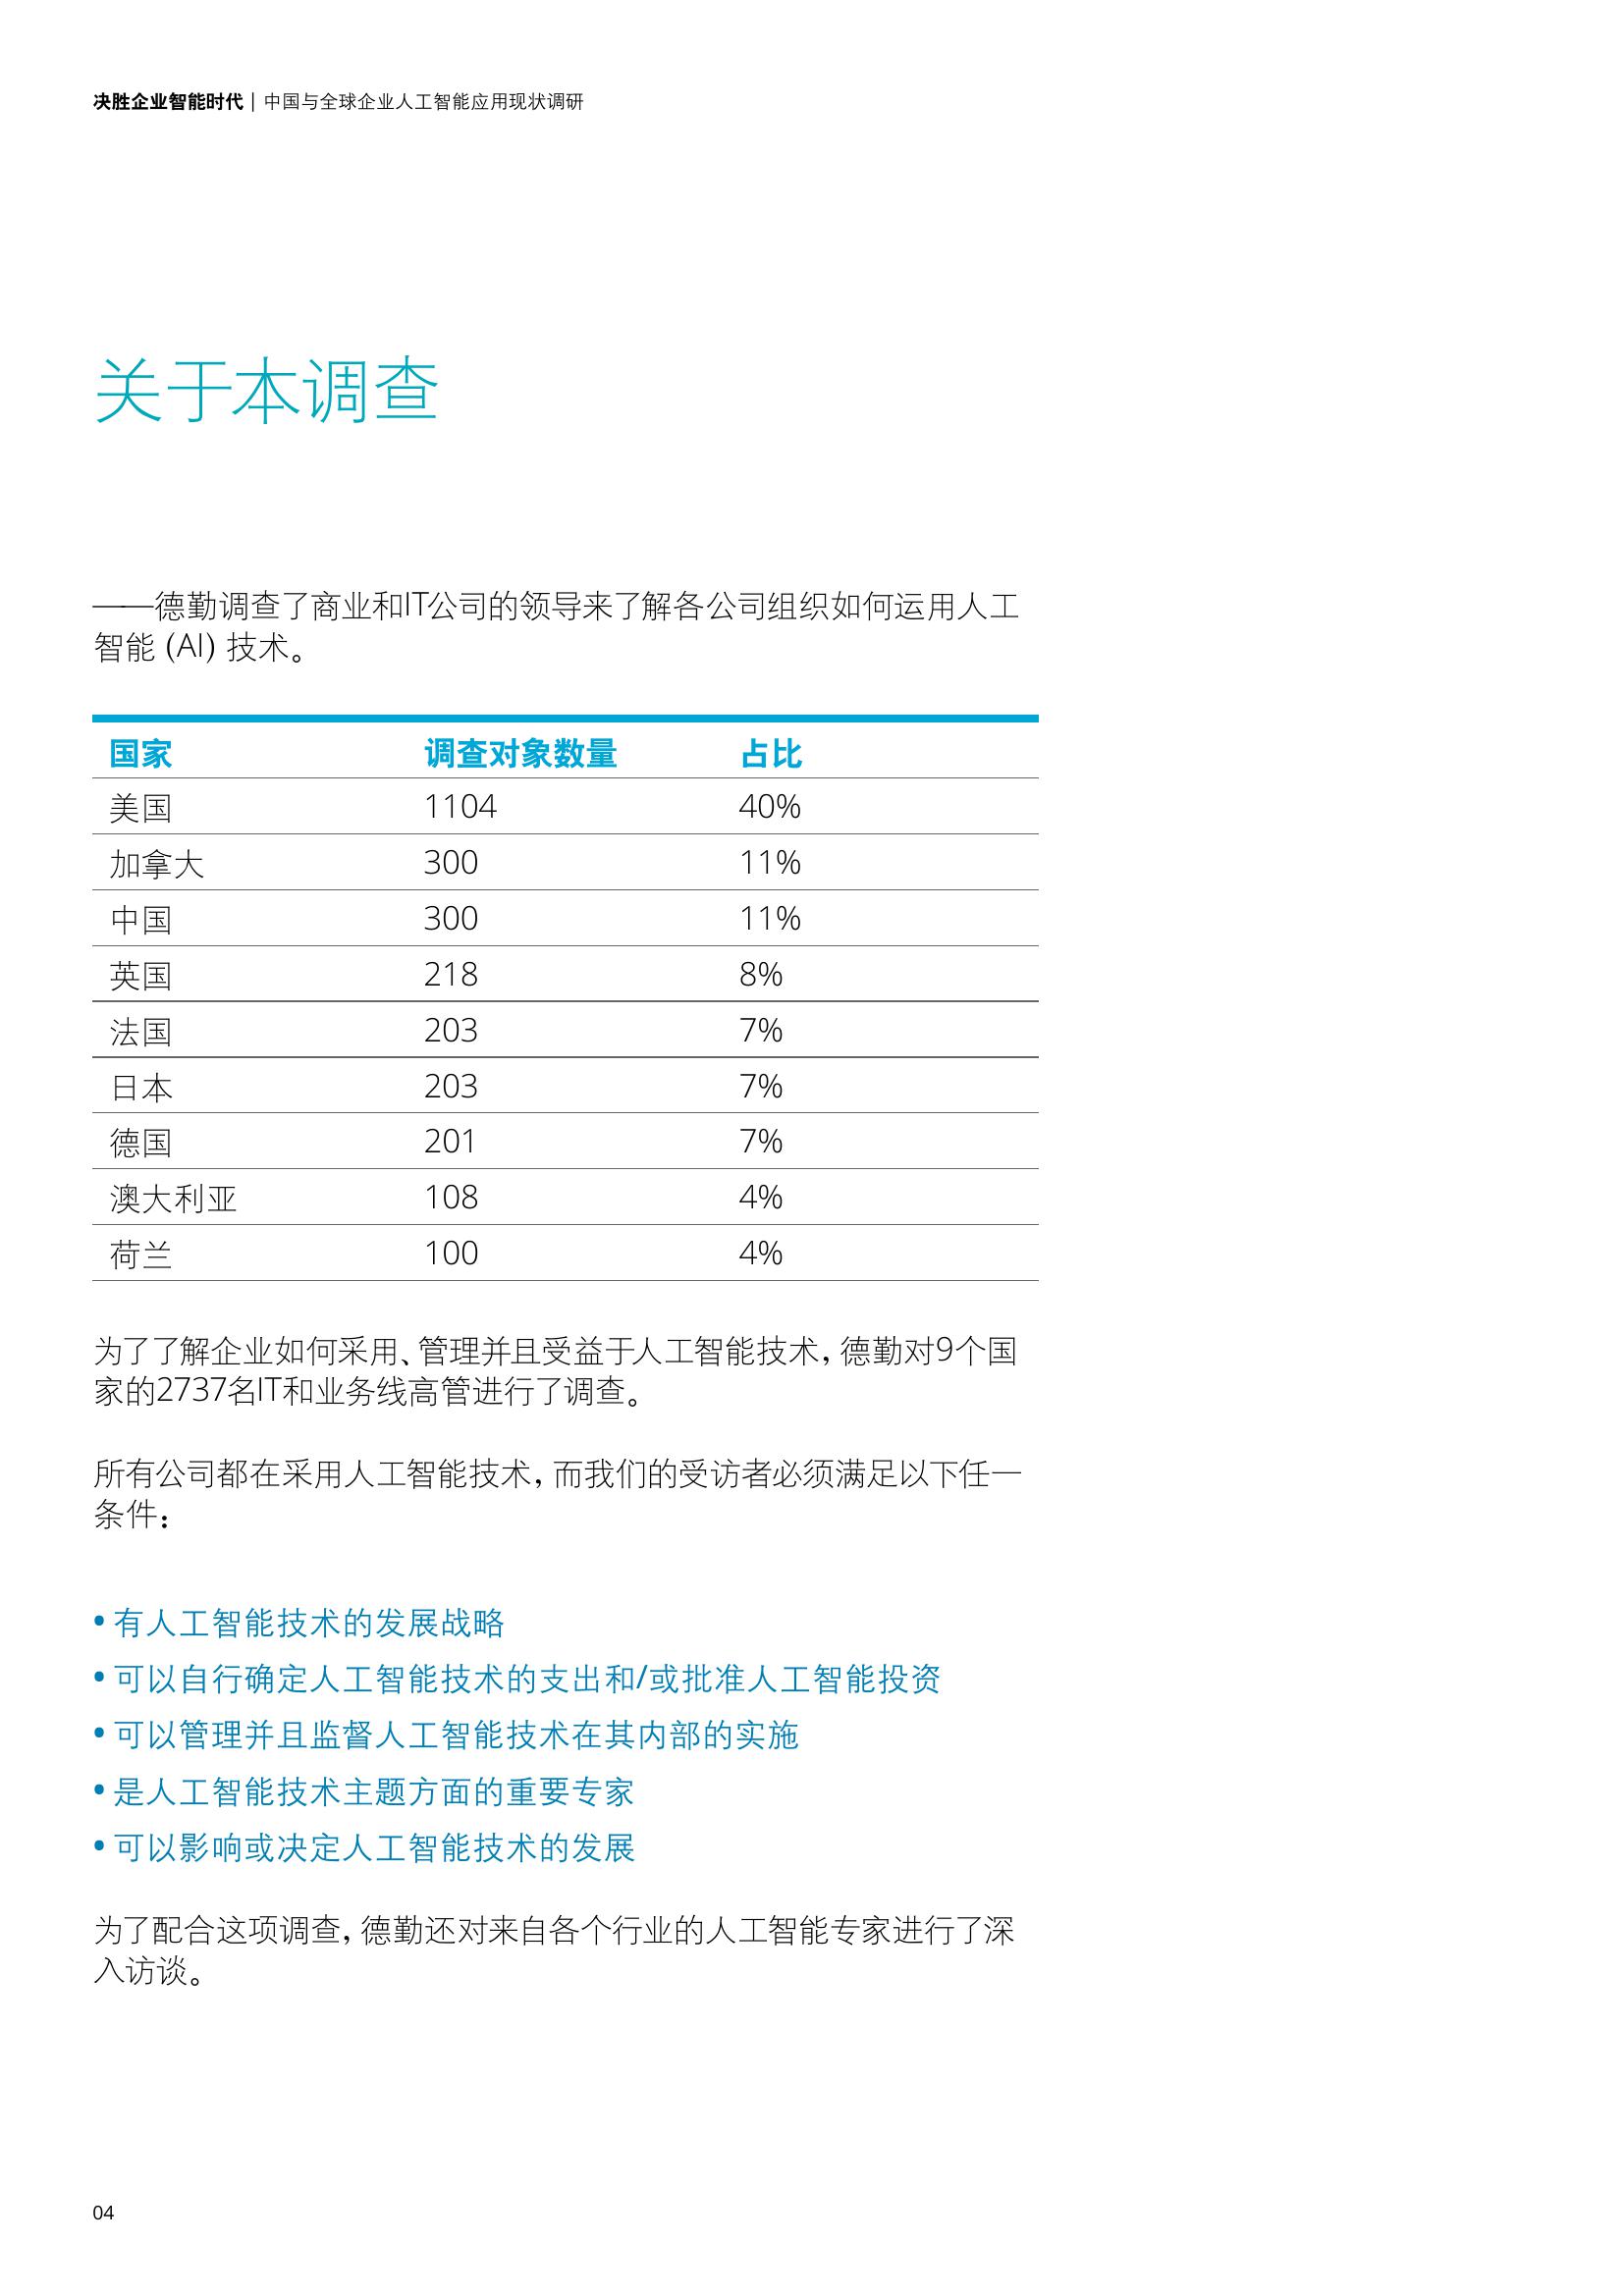 决胜企业智能时代 | 中国与全球企业人工智能应用现状调研
关于本调查
——德勤调查了商业和IT公司的领导来了解各公司组织如何运用人工
智能 (AI) 技术。
国家 调查对象数量 占比
美国 1104 40%
加拿大 300 11%
中国 300 11%
英国 218 8%
法国 203 7%
日本 203 7%
德国 201 7%
澳大利亚 108 4%
荷兰 100 4%
为了了解企业如何采用、管理并且受益于人工智能技术，德勤对9个国
家的2737名IT和业务线高管进行了调查。
所有公司都在采用人工智能技术，而我们的受访者必须满足以下任一
条件：
• 有人工智能技术的发展战略
• 可以自行确定人工智能技术的支出和/或批准人工智能投资
• 可以管理并且监督人工智能技术在其内部的实施
• 是人工智能技术主题方面的重要专家
• 可以影响或决定人工智能技术的发展
为了配合这项调查，德勤还对来自各个行业的人工智能专家进行了深
入访谈。
04